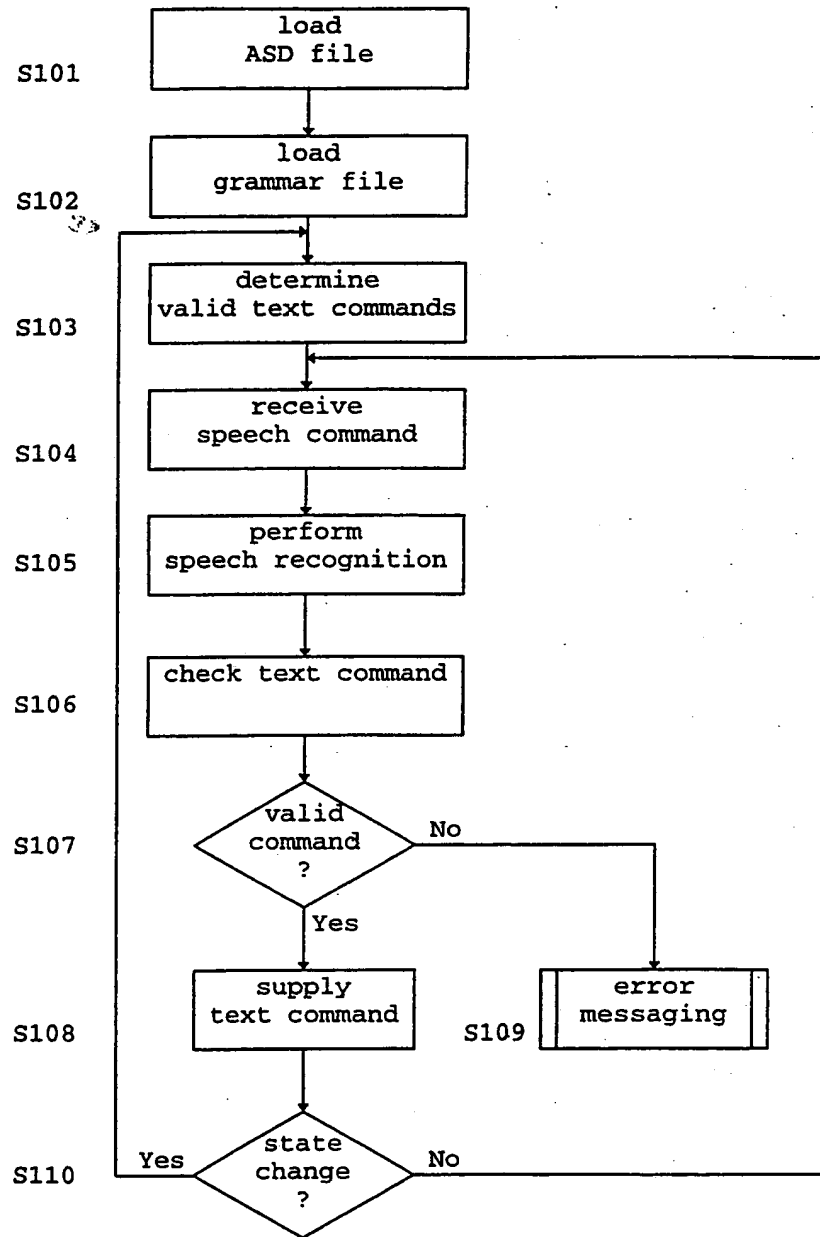 load
ASD file
S101
load
grammar file
S102
determine
valid text commands
S103
receive
speech command
S104
perform
speech recognition
S105
check text command
S106
valid
command
?
No
S107
Yes
supply
text command
S108
error
messaging
S109
state
change
?
Yes
No
S110